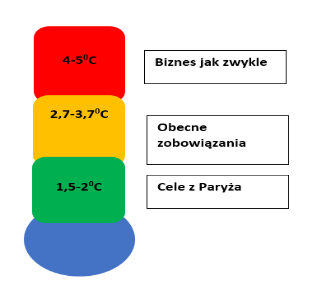 4-5⁰C
Biznes jak zwykle
2,7-3,7⁰C
Obecne
zobowiązania
1,5-2⁰C
Cele z Paryża